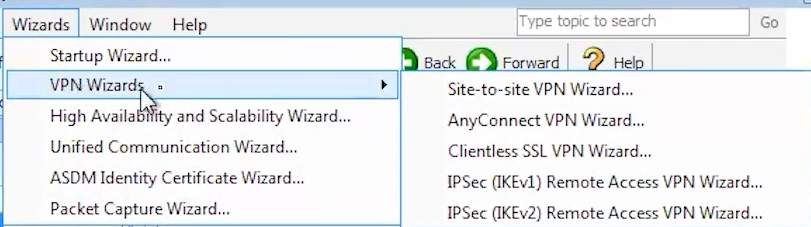 Wizards Window Help Type topic to search Go
Back Forward Help
Startup Wizard...
VPN Wizards
High Availability and Scalability Wizard...
Unified Communication Wizard...
ASDM Identity Certificate Wizard...
Packet Capture Wizard...
Site-to-site VPN Wizard...
AnyConnect VPN Wizard...
Clientless SSL VPN Wizard...
IPSec (IKEv1) Remote Access VPN Wizard...
IPSec (IKEv2) Remote Access VPN Wizard...